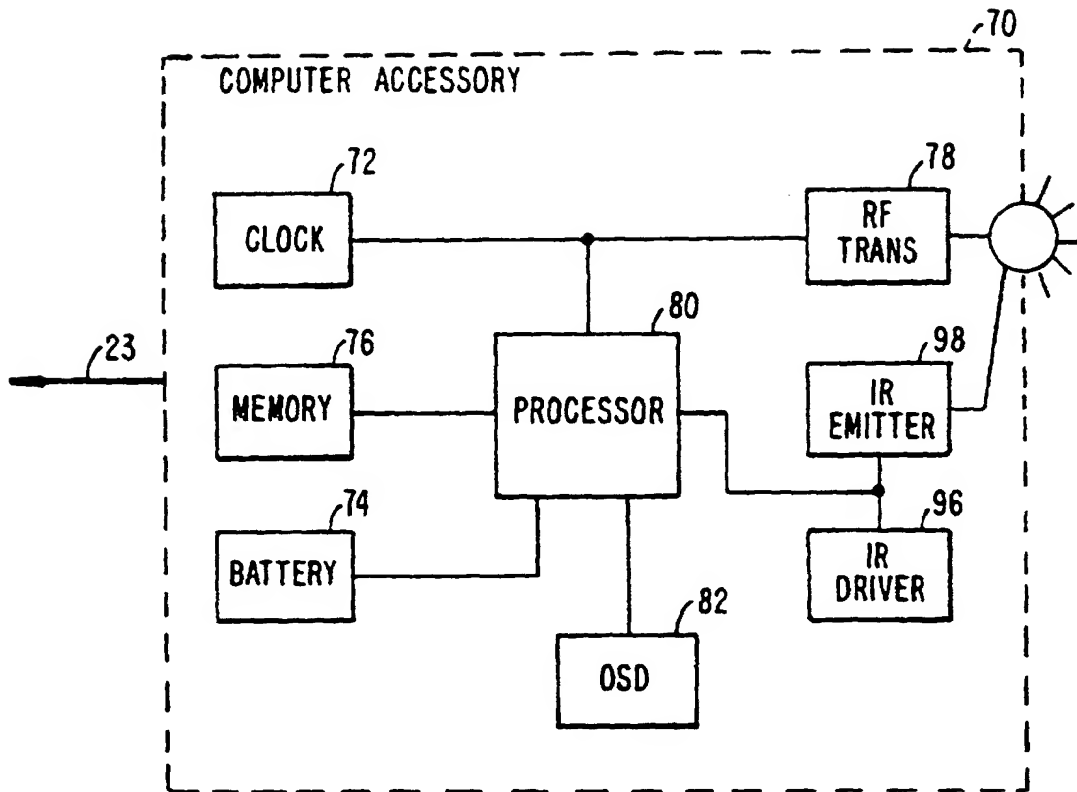 70
COMPUTER ACCESSORY
72
CLOCK
78
RF
TRANS
80
PROCESSOR
23
76
MEMORY
98
IR
EMITTER
74
BATTERY
96
IR
DRIVER
82
OSD